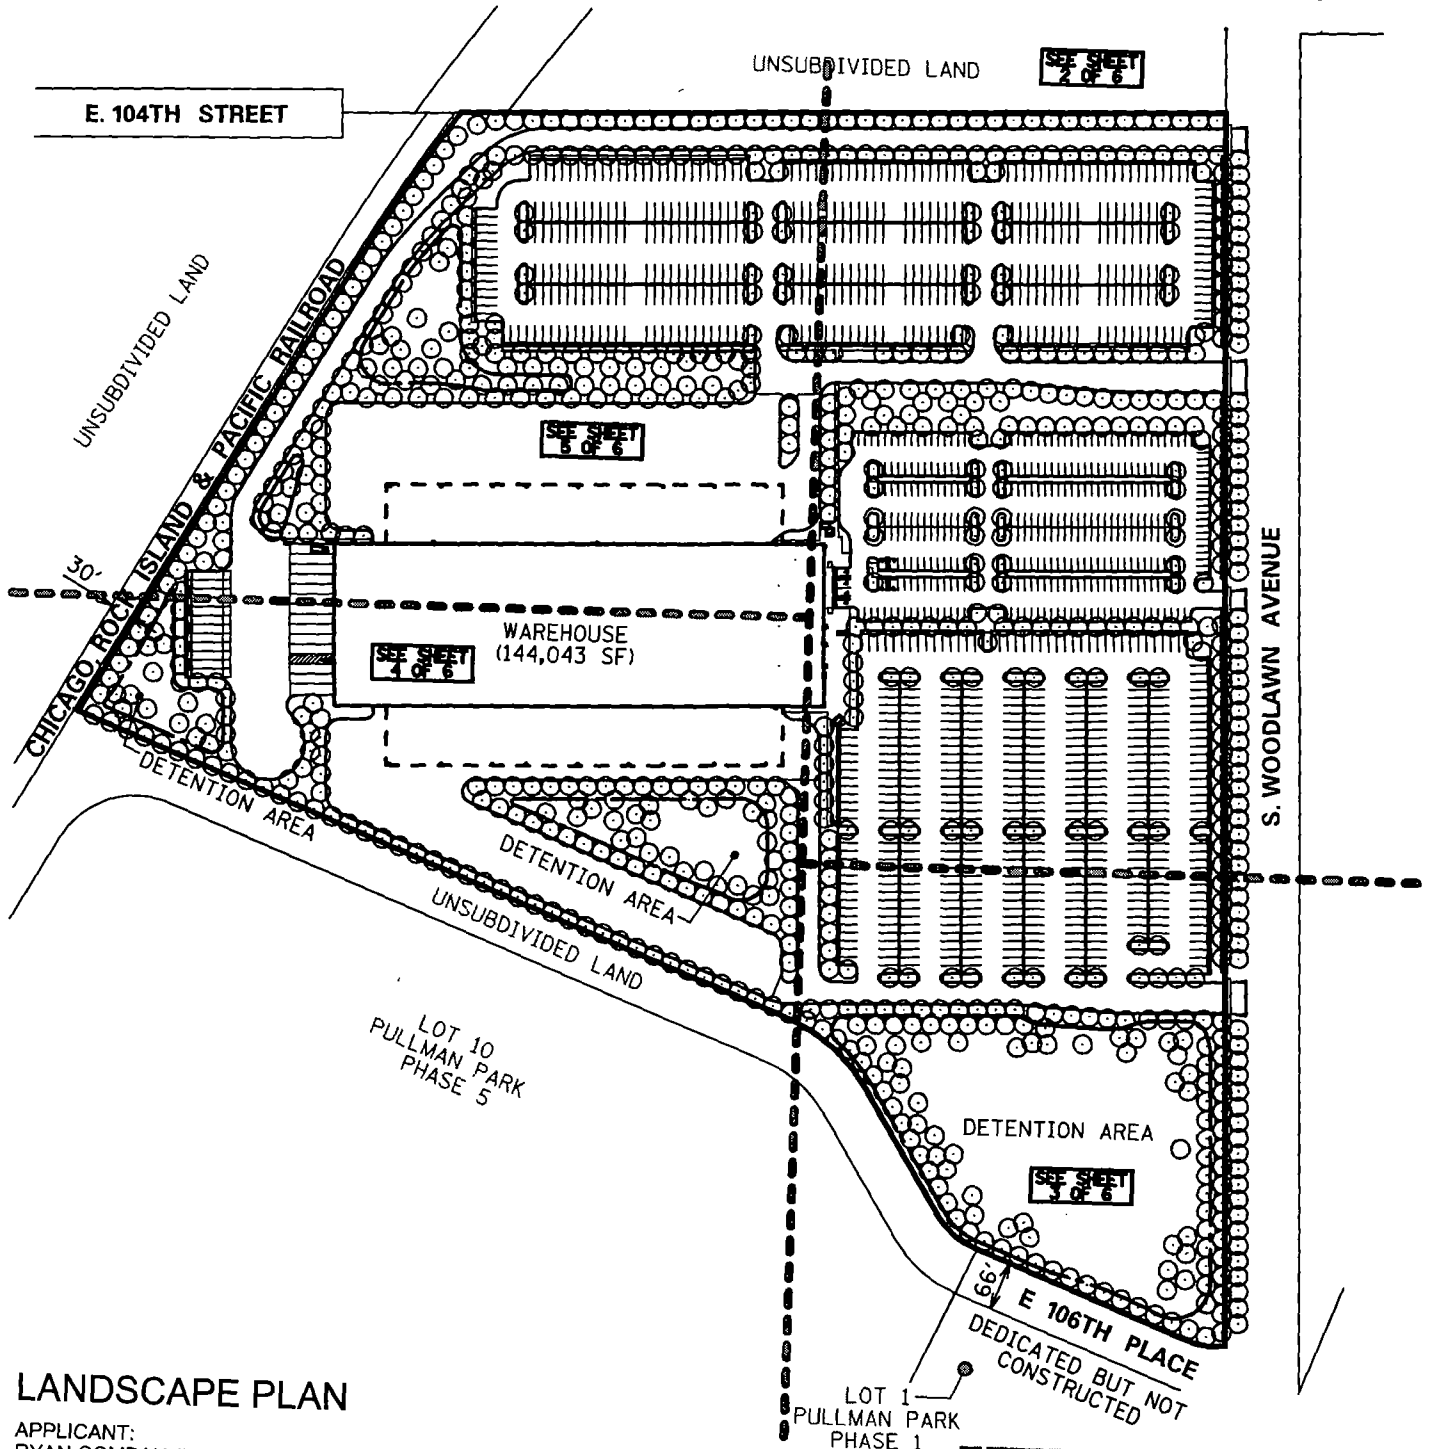 UNSUBDIVIDED LAND
SEE SHEET
2 OF 6
E. 104TH STREET
UNSUBDIVIDED LAND
CHICAGO, ROCK ISLAND & PACIFIC RAILROAD
SEE SHEET
5 OF 6
30'
WAREHOUSE
(144,043 SF)
SEE SHEET
4 OF 6
S. WOODLAWN AVENUE
DETENTION AREA
DETENTION AREA
UNSUBDIVIDED LAND
LOT 10
PULLMAN PARK
PHASE 5
DETENTION AREA
SEE SHEET
3 OF 6
66'
E 106TH PLACE
DEDICATED BUT NOT
CONSTRUCTED
LOT 1
PULLMAN PARK
PHASE 1
LANDSCAPE PLAN
APPLICANT: